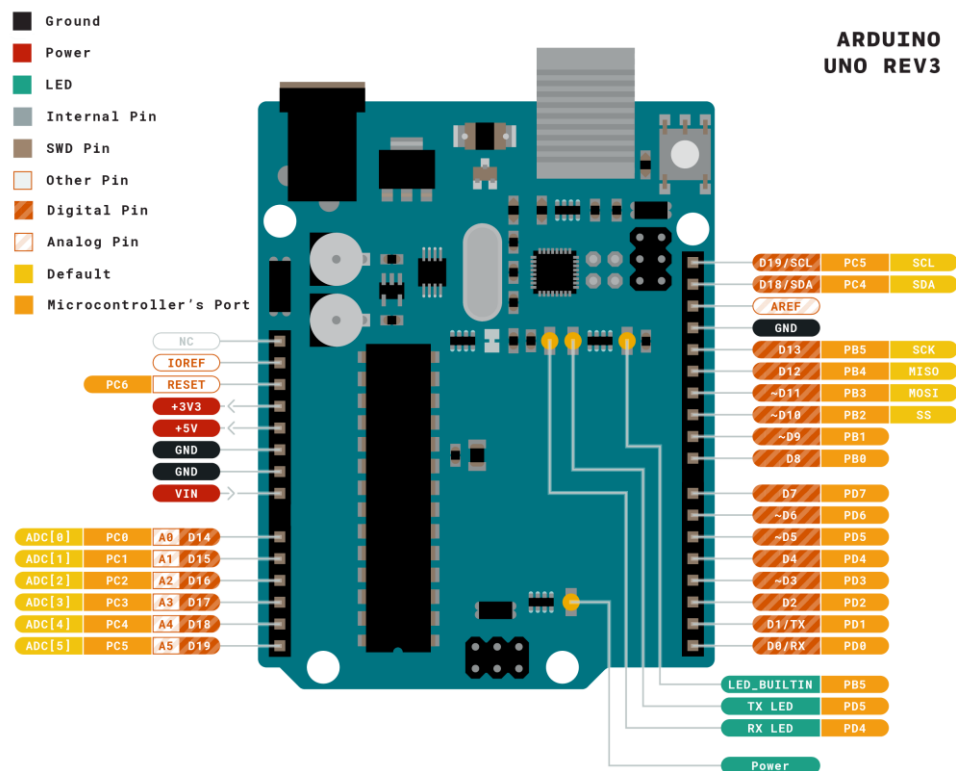 Ground
Power
LED
Internal Pin
SWD Pin
Other Pin
Digital Pin
Analog Pin
Default
Microcontroller's Port
ARDUINO
UNO REV3
NC
IOREF
PC6 RESET
+3V3
+5V
GND
GND
VIN
ADC[0] PC0 A0 D14
ADC[1] PC1 A1 D15
ADC[2] PC2 A2 D16
ADC[3] PC3 A3 D17
ADC[4] PC4 A4 D18
ADC[5] PC5 A5 D19
D19/SCL PC5 SCL
D18/SDA PC4 SDA
AREF
GND
D13 PB5 SCK
D12 PB4 MISO
~D11 PB3 MOSI
~D10 PB2 SS
~D9 PB1
D8 PB0
D7 PD7
~D6 PD6
~D5 PD5
D4 PD4
~D3 PD3
D2 PD2
D1/TX PD1
D0/RX PD0
LED_BUILTIN PB5
TX LED PD5
RX LED PD4
Power